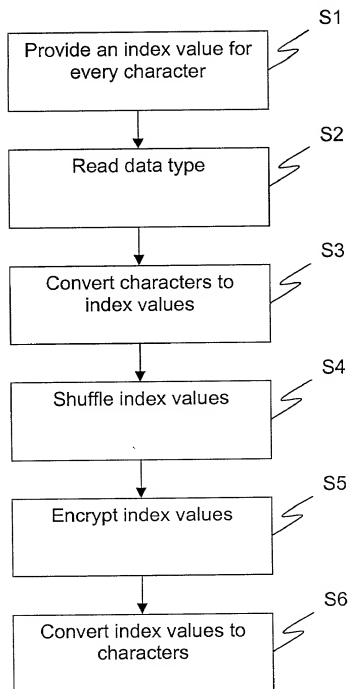 S1
Provide an index value for
every character
S2
Read data type
S3
Convert characters to
index values
S4
Shuffle index values
S5
Encrypt index values
S6
Convert index values to
characters